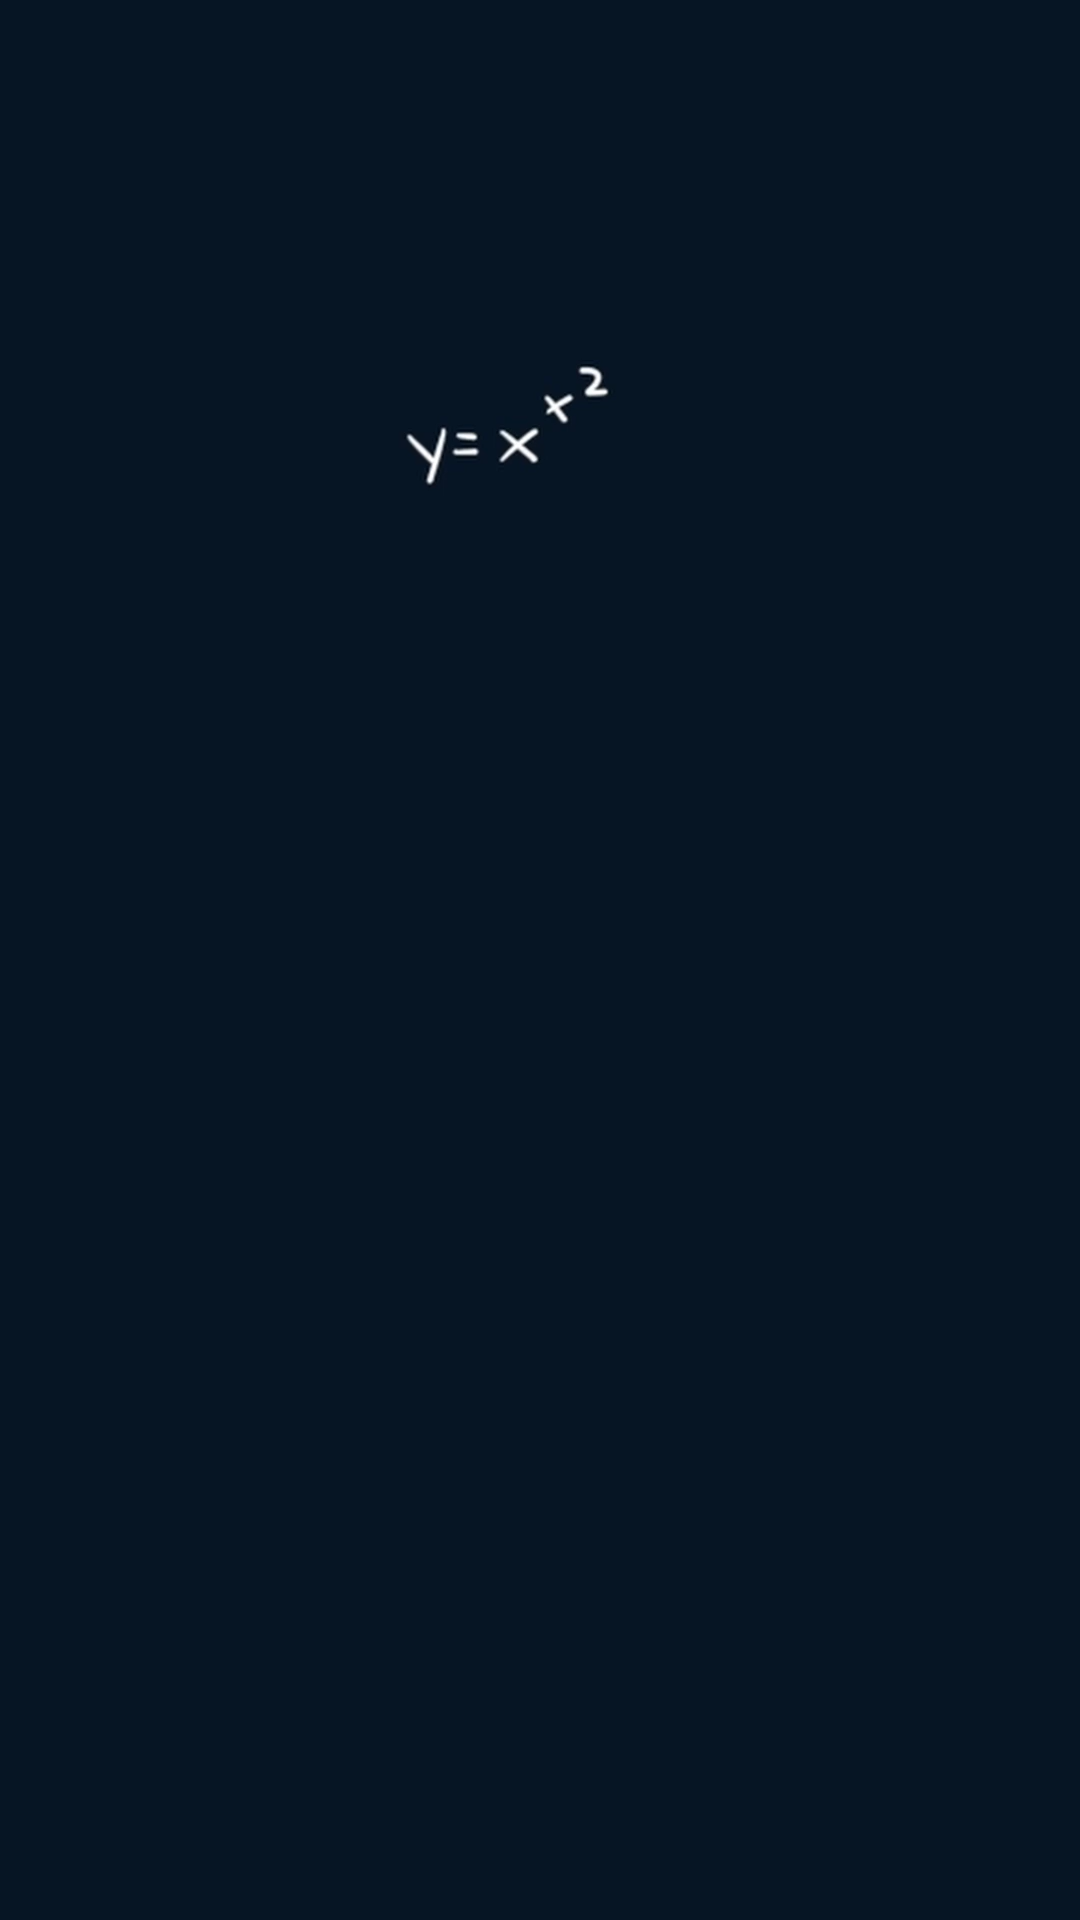 y = x^{x^2}